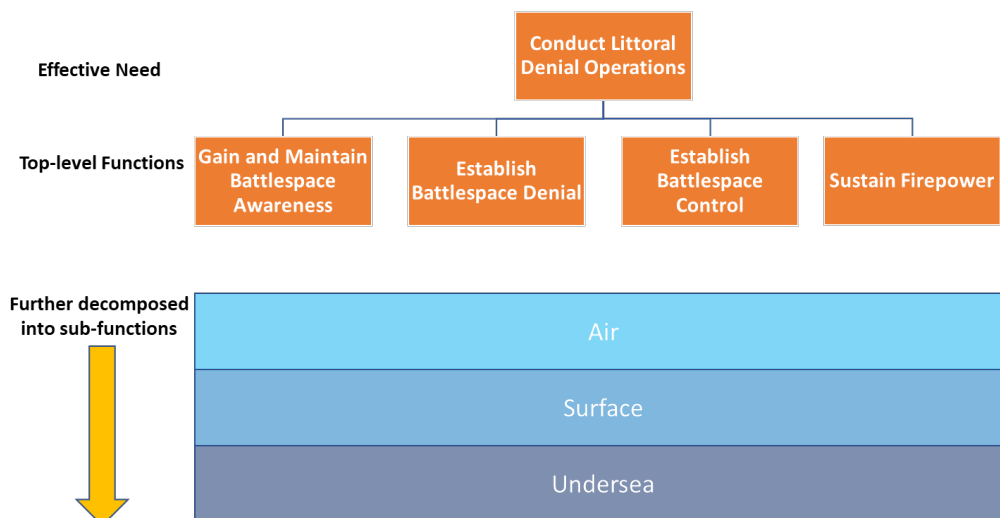 Effective Need
Conduct Littoral
Denial Operations
Top-level Functions
Gain and Maintain
Battlespace
Awareness
Establish
Battlespace Denial
Establish
Battlespace
Control
Sustain Firepower
Further decomposed
into sub-functions
Air
Surface
Undersea